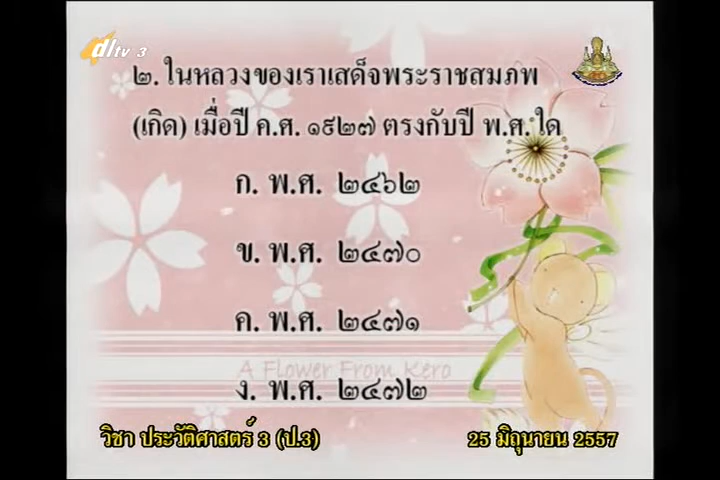 dltv 3
๒. ในหลวงของเราเสด็จพระราชสมภพ
(เกิด) เมื่อปี ค.ศ. ๑๙๒๗ ตรงกับปี พ.ศ. ใด
ก. พ.ศ. ๒๔๖๒
ข. พ.ศ. ๒๔๗๐
ค. พ.ศ. ๒๔๗๑
A Flower From Kero
ง. พ.ศ. ๒๔๗๒
วิชา ประวัติศาสตร์ 3 (ป.3)
25 มิถุนายน 2557